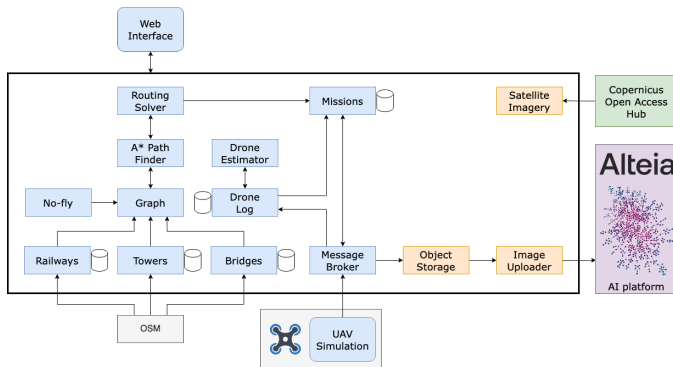 Web
Interface
Routing
Solver
Missions
Satellite
Imagery
Copernicus
Open Access
Hub
A* Path
Finder
Drone
Estimator
Alteia
No-fly
Graph
Drone
Log
Railways
Towers
Bridges
Message
Broker
Object
Storage
Image
Uploader
AI platform
OSM
UAV
Simulation